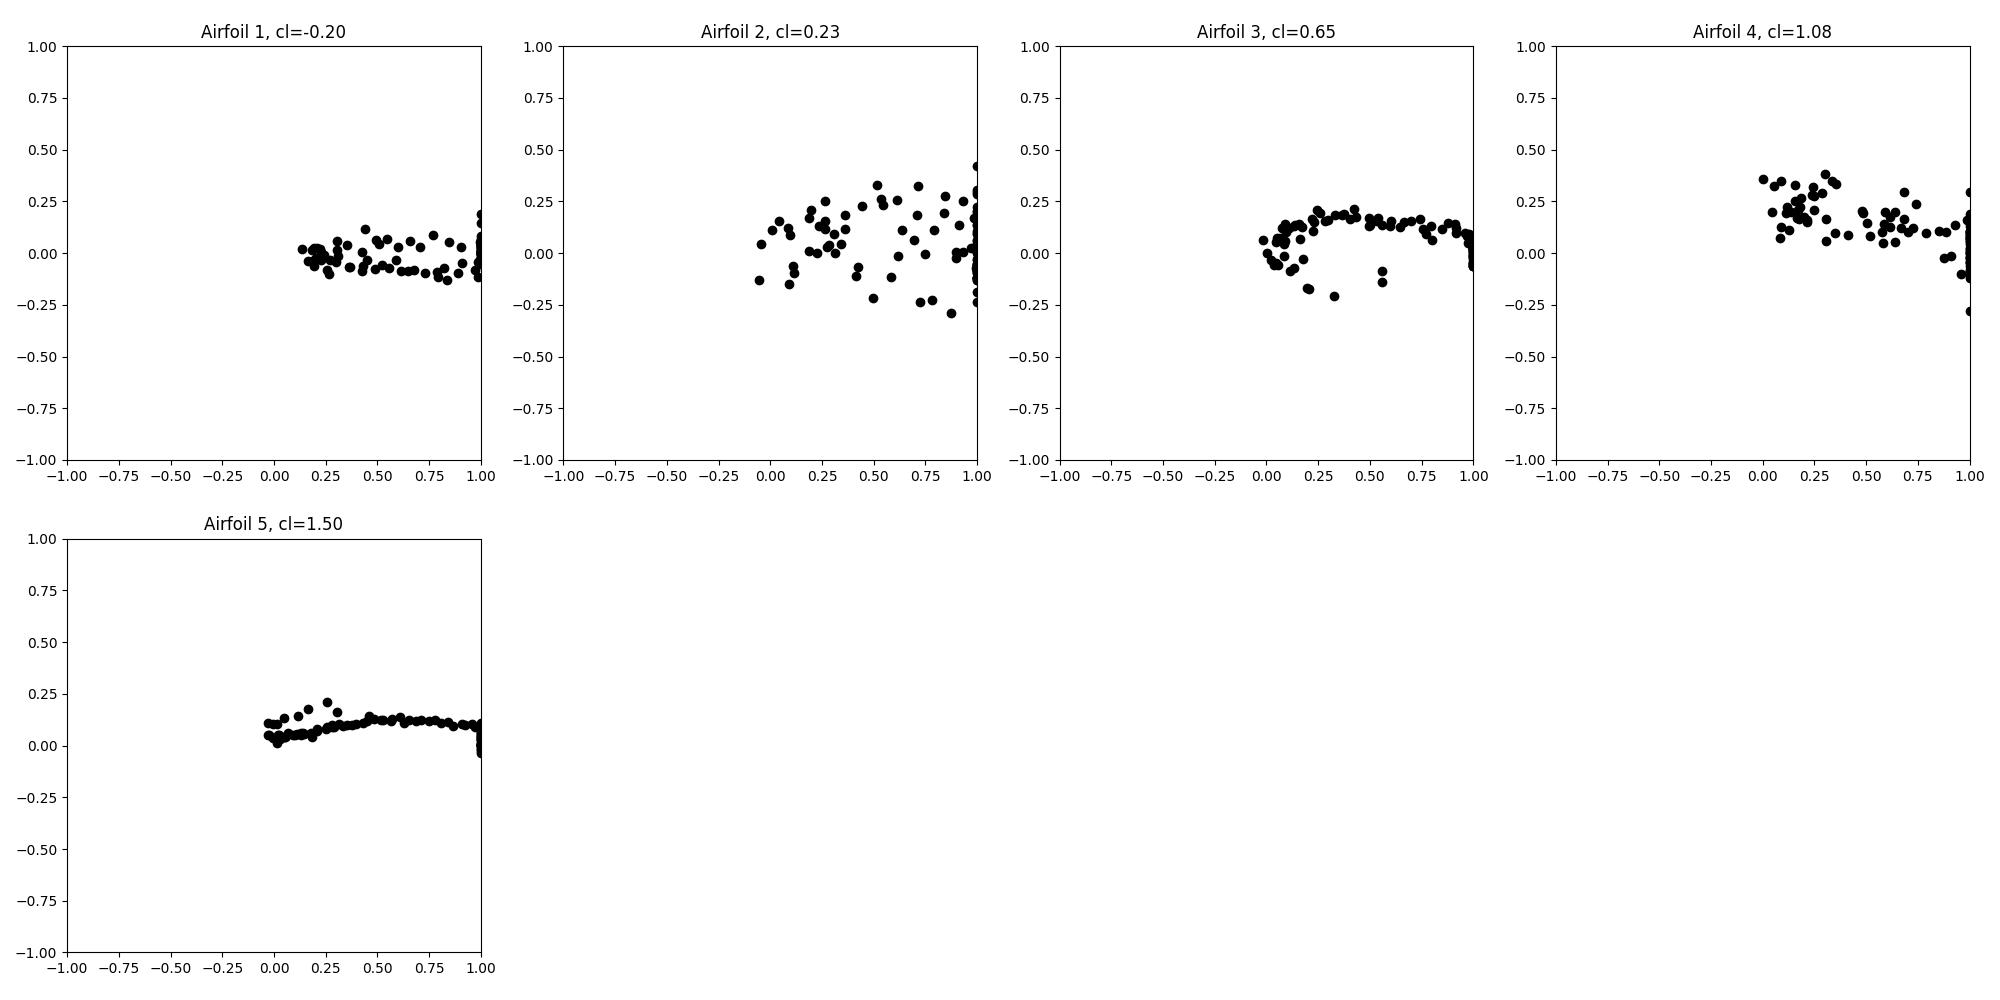 Airfoil 1, cl=-0.20
Airfoil 2, cl=0.23
Airfoil 3, cl=0.65
Airfoil 4, cl=1.08
1.00 1.00 1.00 1.00
0.75 0.75 0.75 0.75
0.50 0.50 0.50 0.50
0.25 0.25 0.25 0.25
0.00 0.00 0.00 0.00
−0.25 −0.25 −0.25 −0.25
−0.50 −0.50 −0.50 −0.50
−0.75 −0.75 −0.75 −0.75
−1.00 −1.00 −1.00 −1.00
−1.00 −0.75 −0.50 −0.25 0.00 0.25 0.50 0.75 1.00
−1.00 −0.75 −0.50 −0.25 0.00 0.25 0.50 0.75 1.00
−1.00 −0.75 −0.50 −0.25 0.00 0.25 0.50 0.75 1.00
−1.00 −0.75 −0.50 −0.25 0.00 0.25 0.50 0.75 1.00
Airfoil 5, cl=1.50
1.00
0.75
0.50
0.25
0.00
−0.25
−0.50
−0.75
−1.00
−1.00 −0.75 −0.50 −0.25 0.00 0.25 0.50 0.75 1.00